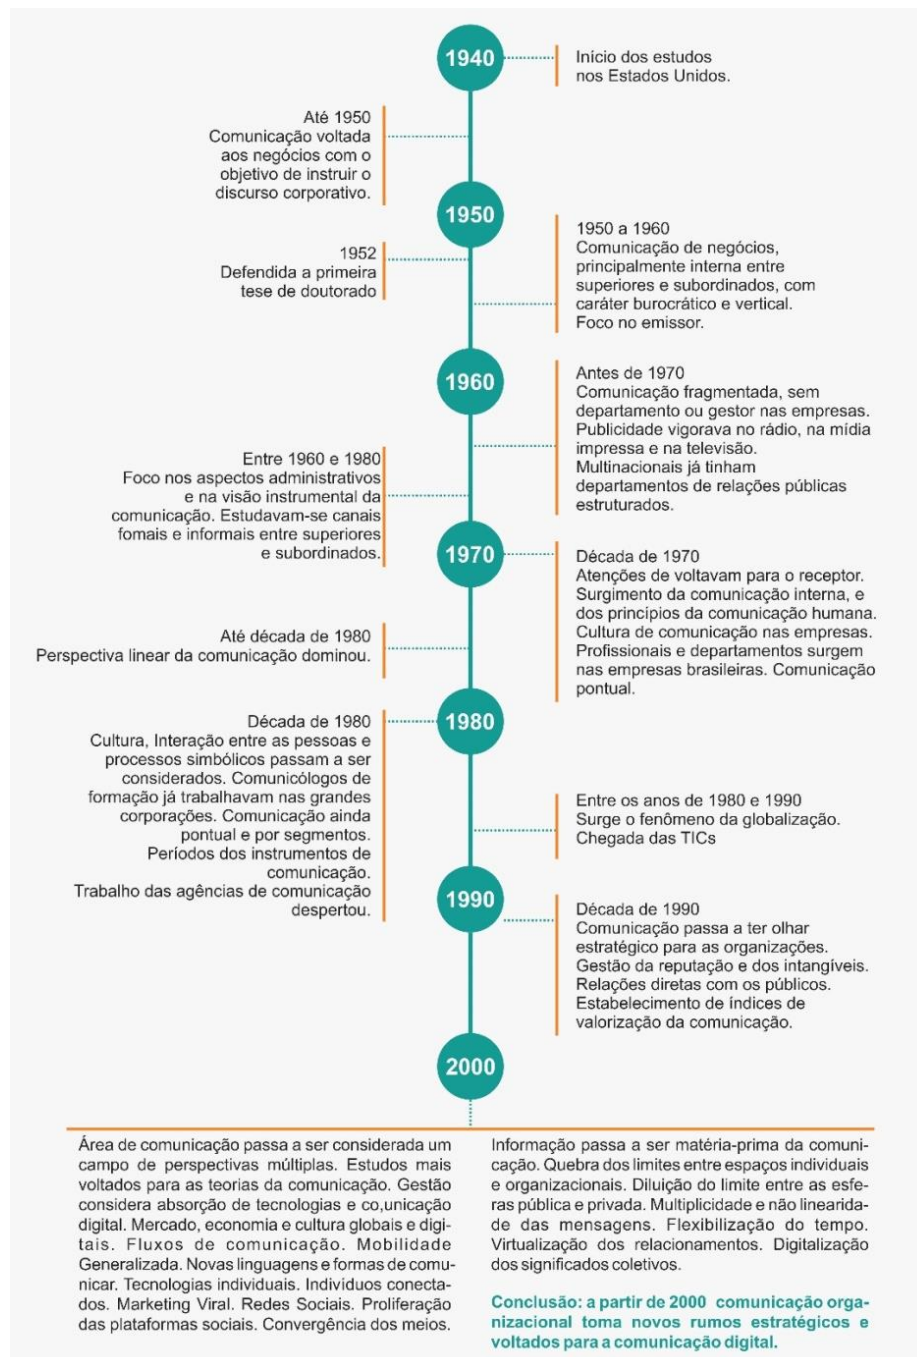 1940
Início dos estudos
nos Estados Unidos.
Até 1950
Comunicação voltada
aos negócios com o
objetivo de instruir o
discurso corporativo.
1950
1952
Defendida a primeira
tese de doutorado
1950 a 1960
Comunicação de negócios,
principalmente interna entre
superiores e subordinados, com
caráter burocrático e vertical.
Foco no emissor.
1960
Antes de 1970
Comunicação fragmentada, sem
departamento ou gestor nas empresas.
Publicidade vigorava no rádio, na mídia
impressa e na televisão.
Multinacionais já tinham
departamentos de relações públicas
estruturados.
Entre 1960 e 1980
Foco nos aspectos administrativos
e na visão instrumental da
comunicação. Estudavam-se canais
fomais e informais entre superiores
e subordinados.
1970
Década de 1970
Atenções de voltavam para o receptor.
Surgimento da comunicação interna, e
dos princípios da comunicação humana.
Cultura de comunicação nas empresas.
Profissionais e departamentos surgem
nas empresas brasileiras. Comunicação
pontual.
Até década de 1980
Perspectiva linear da comunicação dominou.
1980
Década de 1980
Cultura, Interação entre as pessoas e
processos simbólicos passam a ser
considerados. Comunicólogos de
formação já trabalhavam nas grandes
corporações. Comunicação ainda
pontual e por segmentos.
Períodos dos instrumentos de
comunicação.
Trabalho das agências de comunicação
despertou.
Entre os anos de 1980 e 1990
Surge o fenômeno da globalização.
Chegada das TICs
1990
Década de 1990
Comunicação passa a ter olhar
estratégico para as organizações.
Gestão da reputação e dos intangíveis.
Relações diretas com os públicos.
Estabelecimento de índices de
valorização da comunicação.
2000
Área de comunicação passa a ser considerada um
campo de perspectivas múltiplas. Estudos mais
voltados para as teorias da comunicação. Gestão
considera absorção de tecnologias e co,unicação
digital. Mercado, economia e cultura globais e digi-
tais. Fluxos de comunicação. Mobilidade
Generalizada. Novas linguagens e formas de comu-
nicar. Tecnologias individuais. Indivíduos conecta-
dos. Marketing Viral. Redes Sociais. Proliferação
das plataformas sociais. Convergência dos meios.
Informação passa a ser matéria-prima da comuni-
cação. Quebra dos limites entre espaços individuais
e organizacionais. Diluição do limite entre as esfe-
ras pública e privada. Multiplicidade e não linearida-
de das mensagens. Flexibilização do tempo.
Virtualização dos relacionamentos. Digitalização
dos significados coletivos.
Conclusão: a partir de 2000 comunicação orga-
nizacional toma novos rumos estratégicos e
voltados para a comunicação digital.